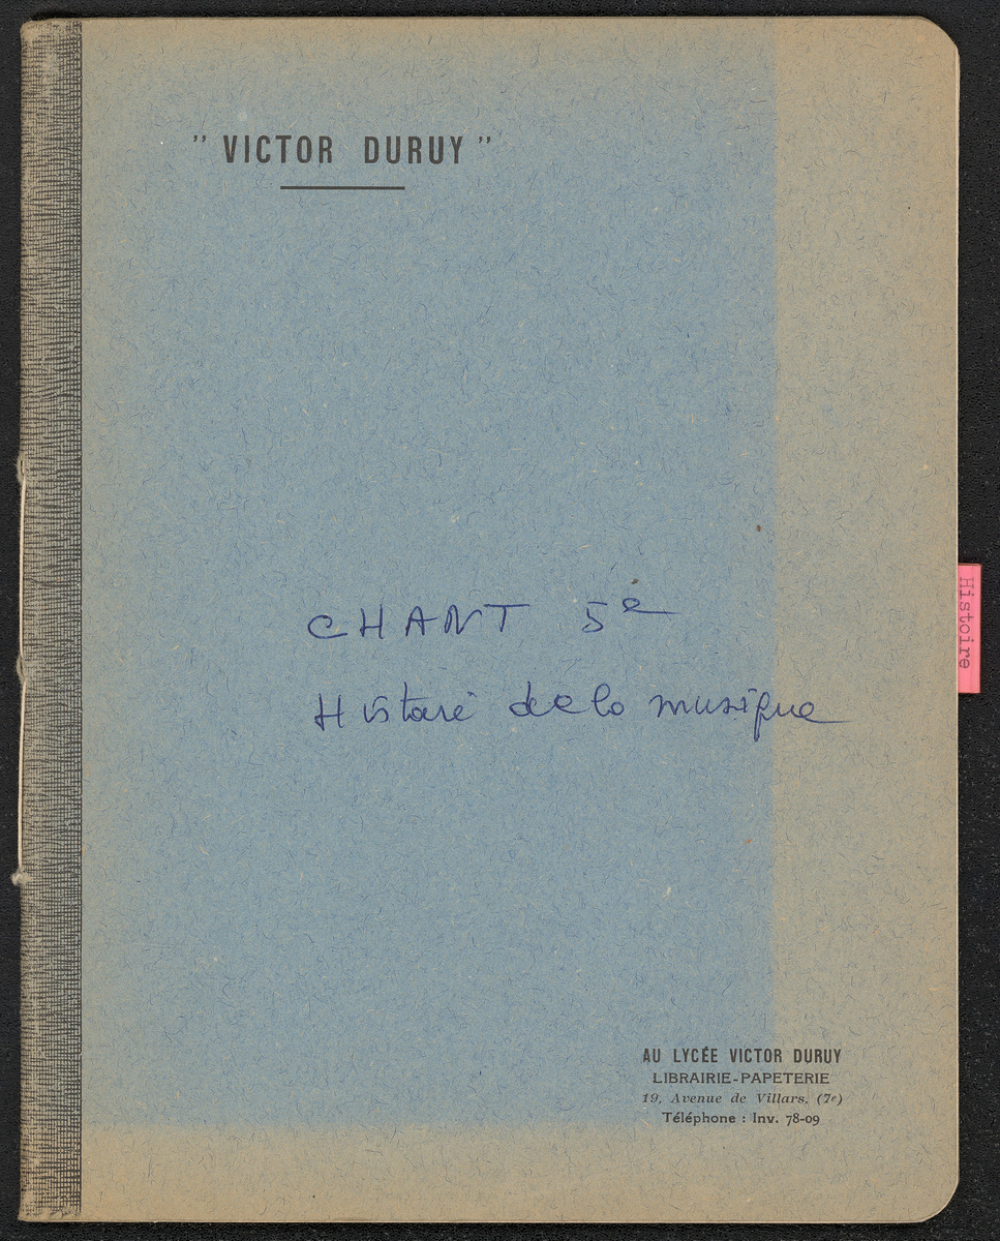 " VICTOR DURUY "
CHANT 5e
Histoire de la musique
Histoire
AU LYCÉE VICTOR DURUY
LIBRAIRIE-PAPETERIE
19, Avenue de Villars, (7e)
Téléphone : Inv. 78-09